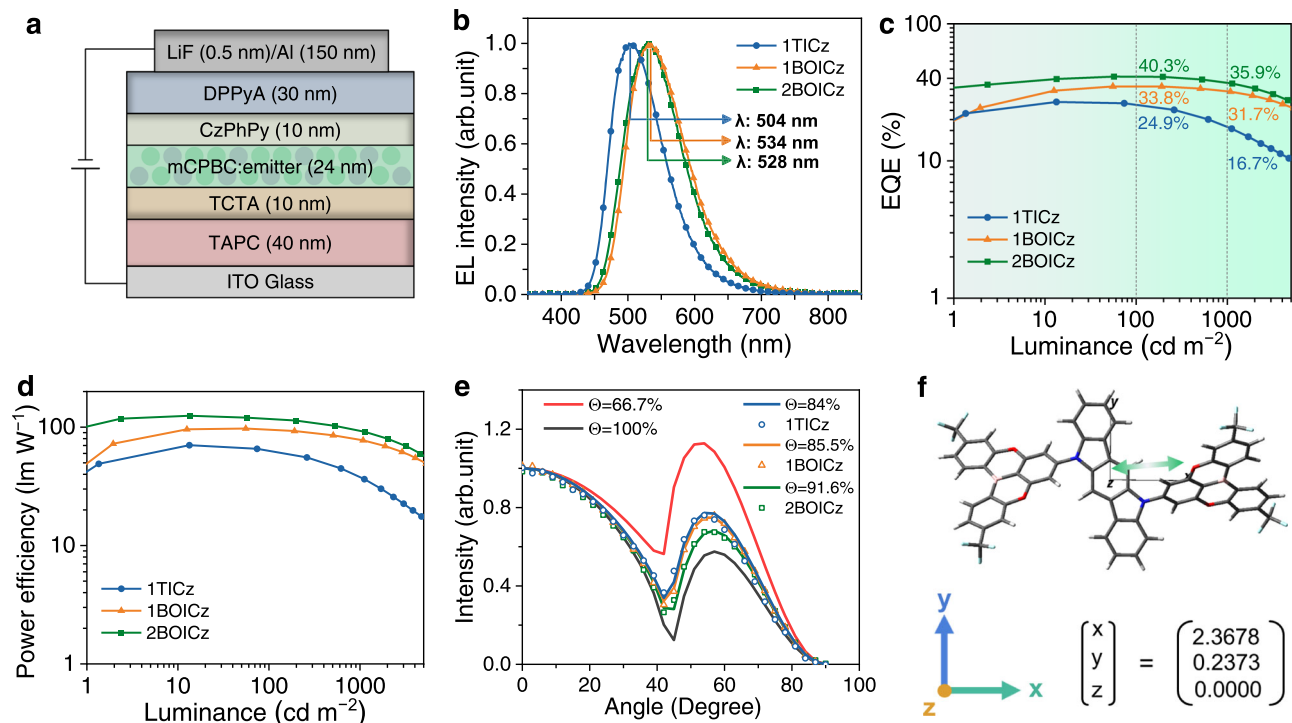 a
LiF (0.5 nm)/Al (150 nm)
DPPyA (30 nm)
CzPhPy (10 nm)
mCPBC:emitter (24 nm)
TCTA (10 nm)
TAPC (40 nm)
ITO Glass
b
EL intensity (arb.unit)
1.0
0.8
0.6
0.4
0.2
0.0
1TICz
1BOICz
2BOICz
λ: 504 nm
λ: 534 nm
λ: 528 nm
400 500 600 700 800
Wavelength (nm)
c
EQE (%)
100
40
10
1
40.3%
35.9%
33.8%
31.7%
24.9%
16.7%
1TICz
1BOICz
2BOICz
1 10 100 1000
Luminance (cd m−2)
d
Power efficiency (lm W−1)
100
10
1
1TICz
1BOICz
2BOICz
1 10 100 1000
Luminance (cd m−2)
e
Intensity (arb.unit)
1.2
0.8
0.4
0.0
Θ=66.7%
Θ=100%
Θ=84%
1TICz
Θ=85.5%
1BOICz
Θ=91.6%
2BOICz
0 20 40 60 80 100
Angle (Degree)
f
y
z
y
x
z
x
y
z
=
2.3678
0.2373
0.0000